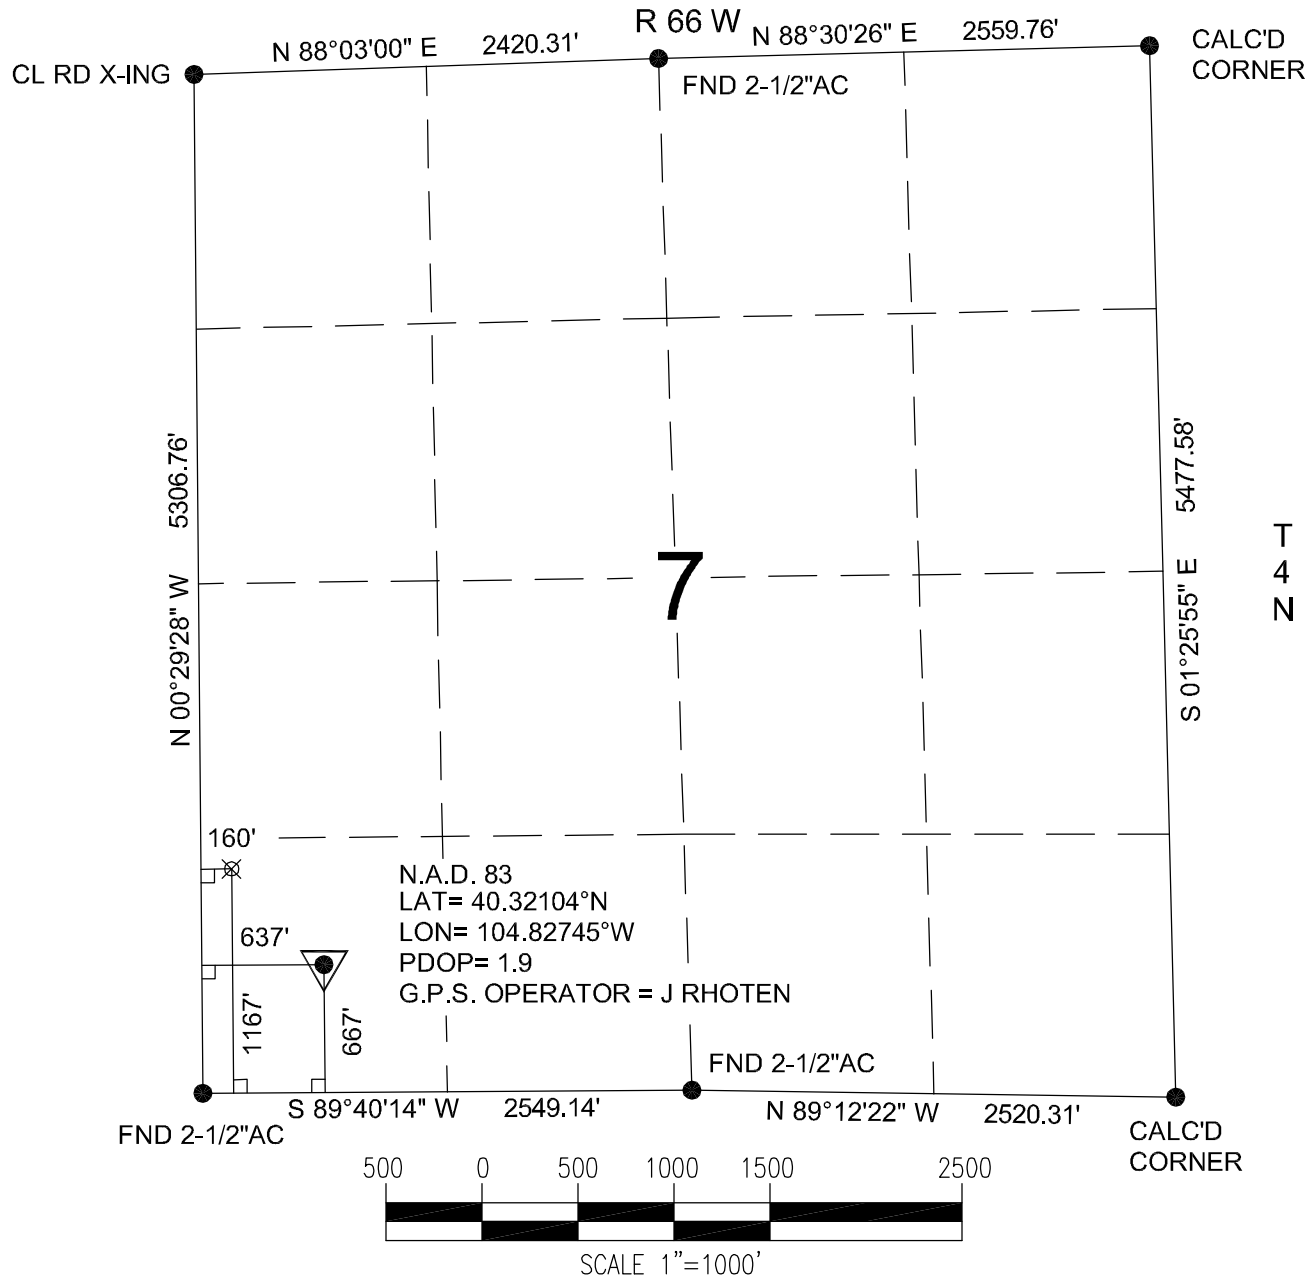 R 66 W
N 88°03'00" E 2420.31'
N 88°30'26" E 2559.76'
CL RD X-ING
CALC'D
CORNER
FND 2-1/2"AC
N 00°29'28" W 5306.76'
S 01°25'55" E 5477.58'
7
T
4
N
160'
N.A.D. 83
LAT= 40.32104°N
LON= 104.82745°W
PDOP= 1.9
G.P.S. OPERATOR = J RHOTEN
637'
1167'
667'
FND 2-1/2"AC
S 89°40'14" W 2549.14'
N 89°12'22" W 2520.31'
FND 2-1/2"AC
CALC'D
CORNER
500 0 500 1000 1500 2500
SCALE 1"=1000'